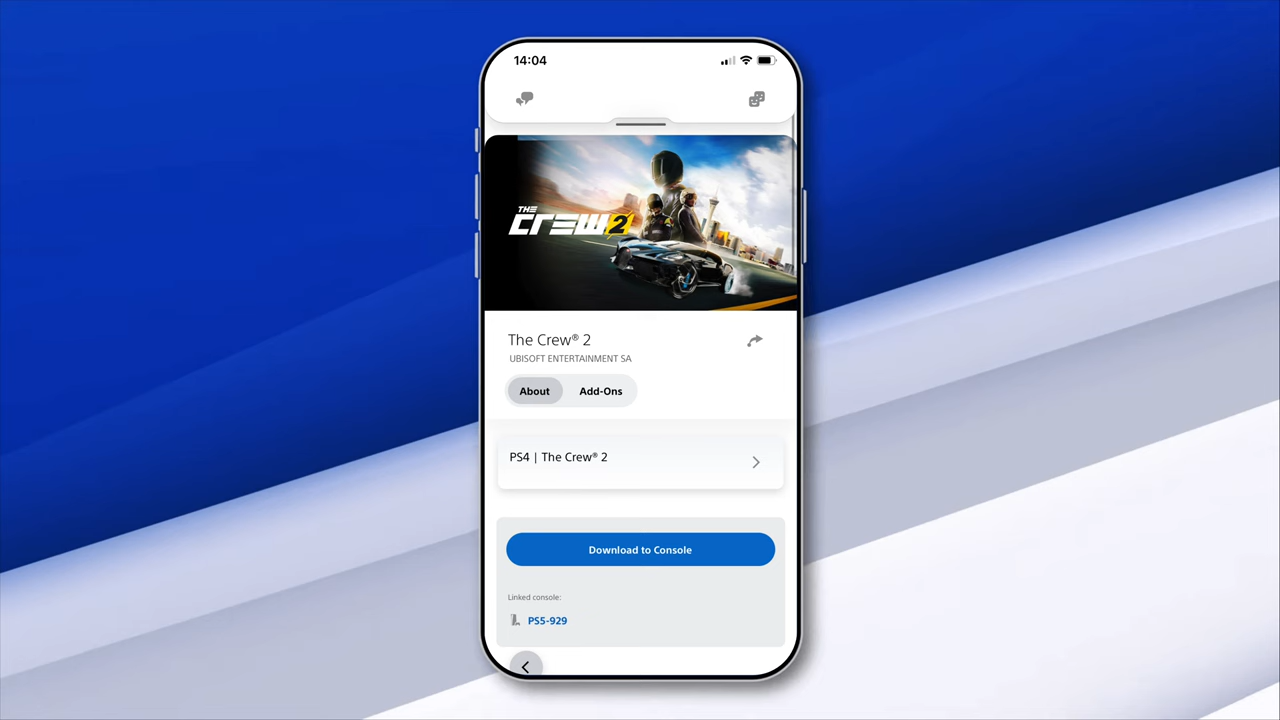 14:04
THE
CREW 2
The Crew® 2
UBISOFT ENTERTAINMENT SA
About
Add-Ons
PS4 | The Crew® 2
Download to Console
Linked console:
PS5-929